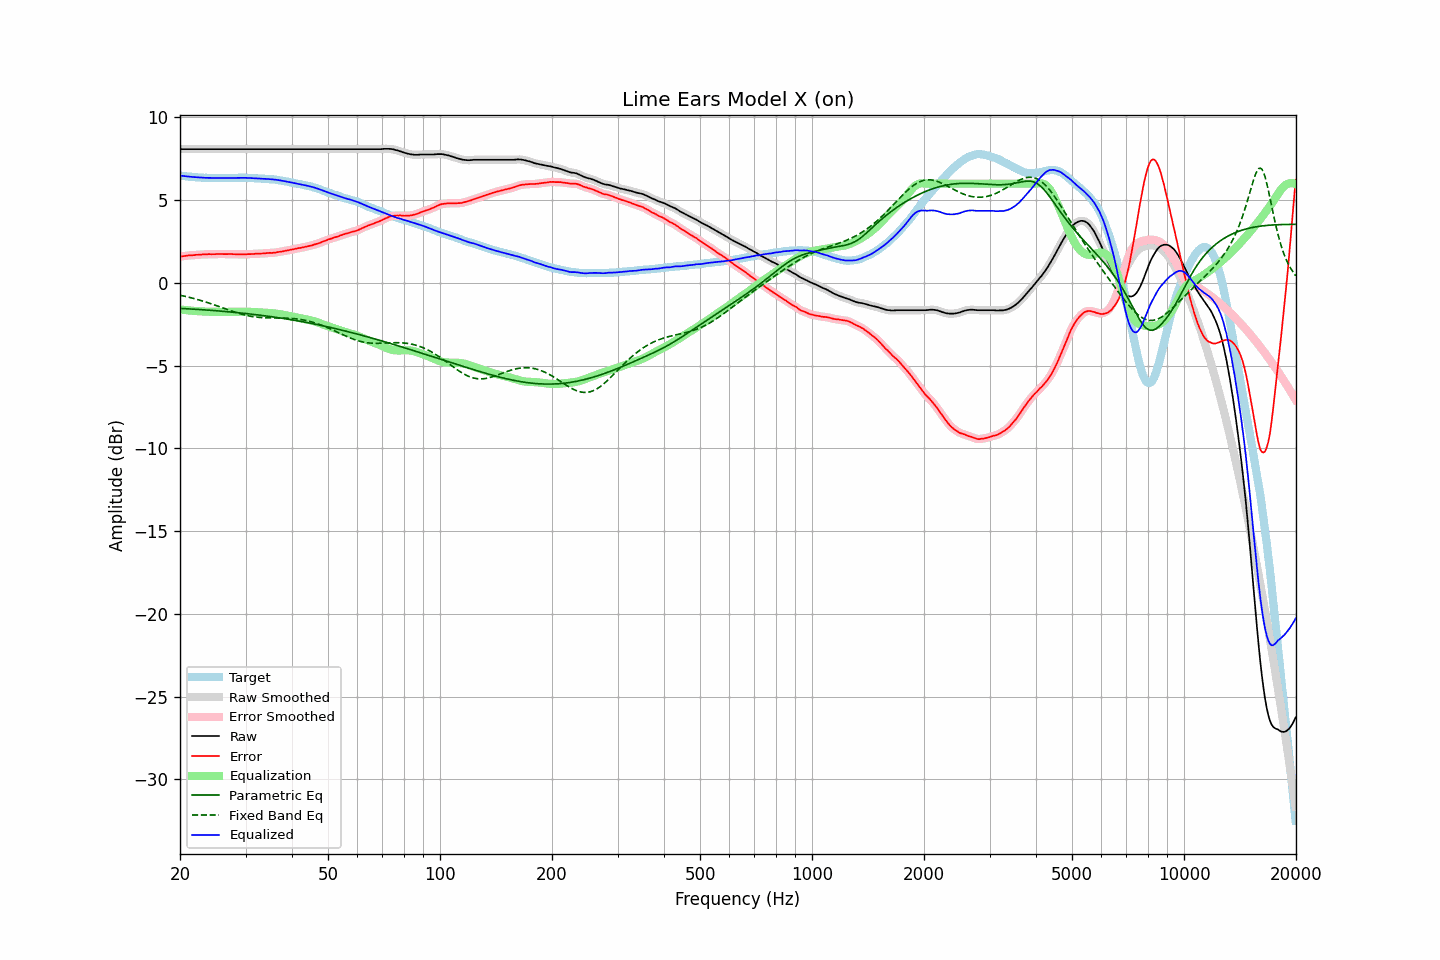 Lime Ears Model X (on)
10
5
0
−5
−10
−15
−20
−25
−30
Amplitude (dBr)
Target
Raw Smoothed
Error Smoothed
Raw
Error
Equalization
Parametric Eq
Fixed Band Eq
Equalized
20 50 100 200 500 1000 2000 5000 10000 20000
Frequency (Hz)